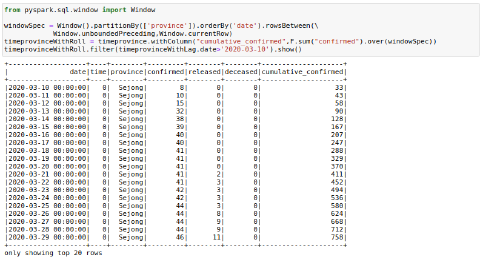 from pyspark.sql.window import Window
windowSpec = Window().partitionBy(['province']).orderBy('date').rowsBetween(\
            Window.unboundedPreceding,Window.currentRow)
timeprovinceWithRoll = timeprovince.withColumn("cumulative_confirmed",F.sum("confirmed").over(windowSpec))
timeprovinceWithRoll.filter(timeprovinceWithLag.date>'2020-03-10').show()
+-------------------+----+--------+---------+--------+--------+--------------------+
|               date|time|province|confirmed|released|deceased|cumulative_confirmed|
+-------------------+----+--------+---------+--------+--------+--------------------+
|2020-03-10 00:00:00|   0|  Sejong|        8|       0|       0|                  33|
|2020-03-11 00:00:00|   0|  Sejong|       10|       0|       0|                  43|
|2020-03-12 00:00:00|   0|  Sejong|       15|       0|       0|                  58|
|2020-03-13 00:00:00|   0|  Sejong|       32|       0|       0|                  90|
|2020-03-14 00:00:00|   0|  Sejong|       38|       0|       0|                 128|
|2020-03-15 00:00:00|   0|  Sejong|       39|       0|       0|                 167|
|2020-03-16 00:00:00|   0|  Sejong|       40|       0|       0|                 207|
|2020-03-17 00:00:00|   0|  Sejong|       40|       0|       0|                 247|
|2020-03-18 00:00:00|   0|  Sejong|       41|       0|       0|                 288|
|2020-03-19 00:00:00|   0|  Sejong|       41|       0|       0|                 329|
|2020-03-20 00:00:00|   0|  Sejong|       41|       0|       0|                 370|
|2020-03-21 00:00:00|   0|  Sejong|       41|       2|       0|                 411|
|2020-03-22 00:00:00|   0|  Sejong|       41|       3|       0|                 452|
|2020-03-23 00:00:00|   0|  Sejong|       42|       3|       0|                 494|
|2020-03-24 00:00:00|   0|  Sejong|       42|       3|       0|                 536|
|2020-03-25 00:00:00|   0|  Sejong|       44|       3|       0|                 580|
|2020-03-26 00:00:00|   0|  Sejong|       44|       8|       0|                 624|
|2020-03-27 00:00:00|   0|  Sejong|       44|       9|       0|                 668|
|2020-03-28 00:00:00|   0|  Sejong|       44|       9|       0|                 712|
|2020-03-29 00:00:00|   0|  Sejong|       46|      11|       0|                 758|
+-------------------+----+--------+---------+--------+--------+--------------------+
only showing top 20 rows